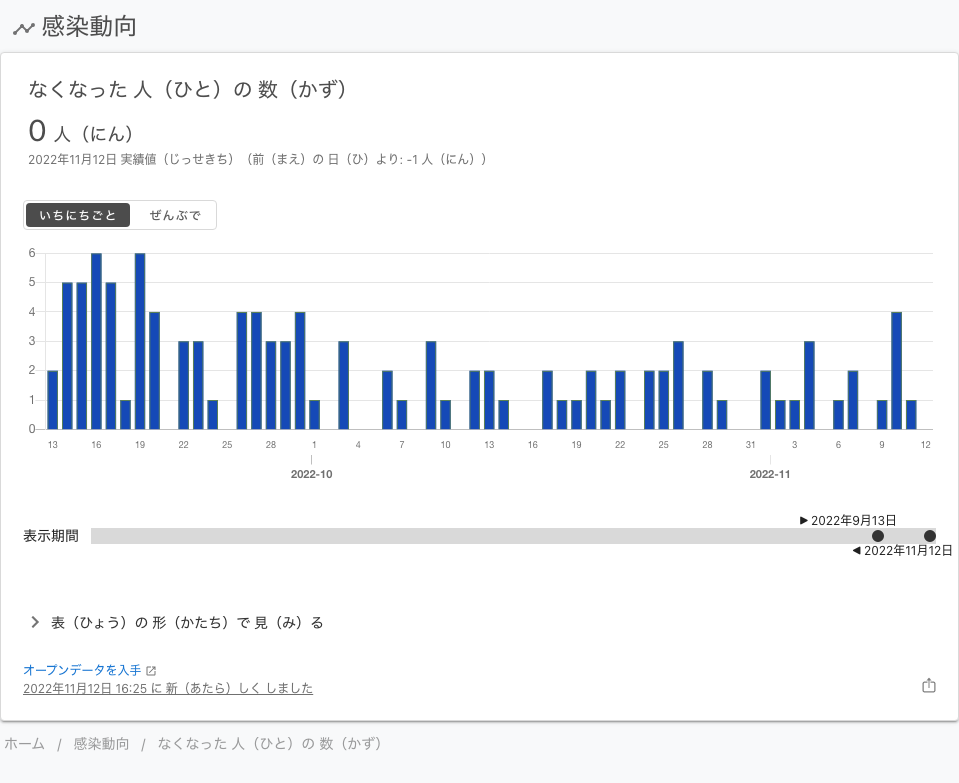 感染動向
なくなった 人（ひと）の 数（かず）
0 人（にん）
2022年11月12日 実績値（じっせきち）（前（まえ）の 日（ひ）より: -1 人（にん））
いちにちごと ぜんぶで
6
5
4
3
2
1
0
13 16 19 22 25 28 1 4 7 10 13 16 19 22 25 28 31 3 6 9 12
2022-10 2022-11
▶ 2022年9月13日
表示期間
◀ 2022年11月12日
表（ひょう）の 形（かたち）で 見（み）る
オープンデータを入手
2022年11月12日 16:25 に 新（あたら）しく しました
ホーム / 感染動向 / なくなった 人（ひと）の 数（かず）